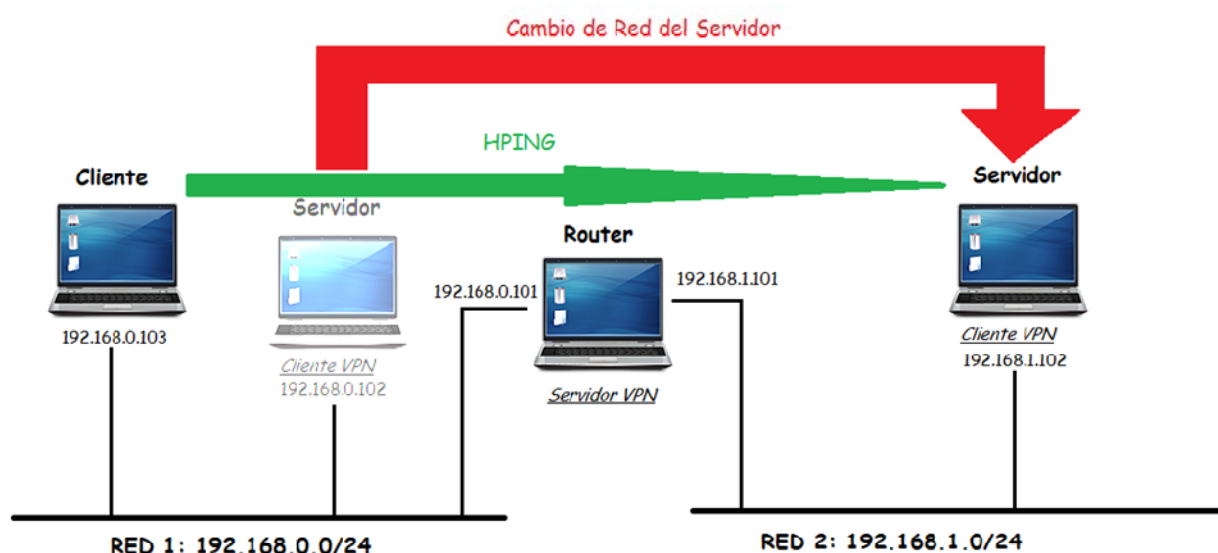 Cambio de Red del Servidor
HPING
Cliente
Servidor
Servidor
Router
192.168.0.101
192.168.1.101
192.168.0.103
Cliente VPN
192.168.0.102
Servidor VPN
Cliente VPN
192.168.1.102
RED 1: 192.168.0.0/24
RED 2: 192.168.1.0/24